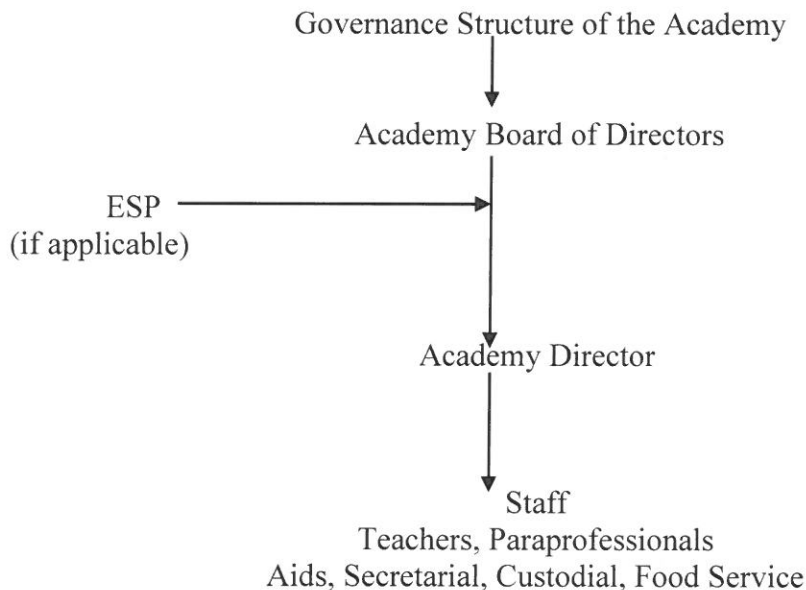 Governance Structure of the Academy
Academy Board of Directors
ESP
(if applicable)
Academy Director
Staff
Teachers, Paraprofessionals
Aids, Secretarial, Custodial, Food Service